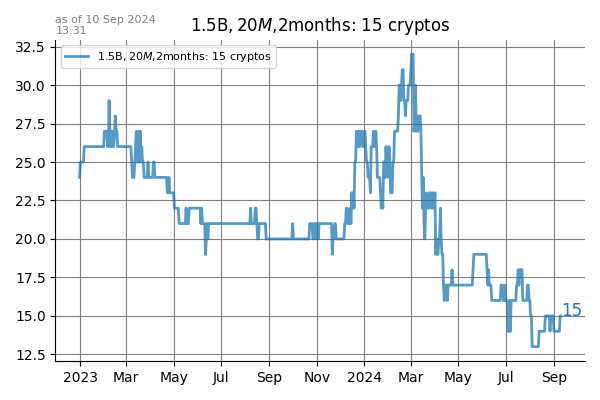 as of 10 Sep 2024
13:31
1.5B, 20M,2months: 15 cryptos
1.5B, 20M,2months: 15 cryptos
32.5
30.0
27.5
25.0
22.5
20.0
17.5
15.0
12.5
15
2023 Mar May Jul Sep Nov 2024 Mar May Jul Sep